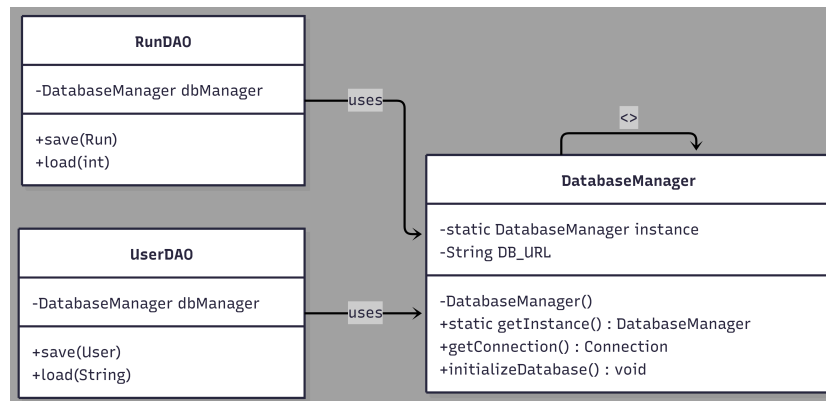 RunDAO
-DatabaseManager dbManager
+save(Run)
+load(int)
uses
UserDAO
-DatabaseManager dbManager
+save(User)
+load(String)
uses
<>
DatabaseManager
-static DatabaseManager instance
-String DB_URL
-DatabaseManager()
+static getInstance() : DatabaseManager
+getConnection() : Connection
+initializeDatabase() : void